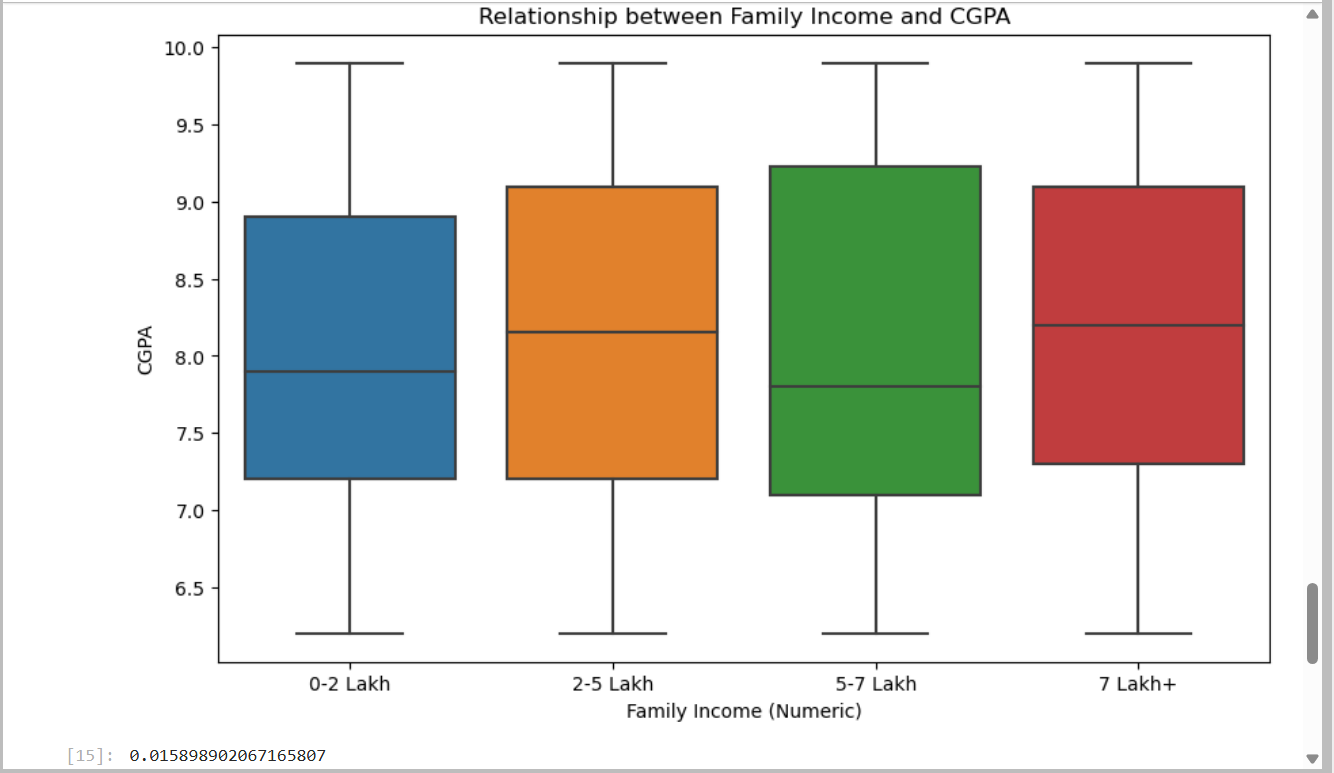 Relationship between Family Income and CGPA
10.0
9.5
9.0
8.5
8.0
7.5
7.0
6.5
CGPA
0-2 Lakh 2-5 Lakh 5-7 Lakh 7 Lakh+
Family Income (Numeric)
[15]: 0.015898902067165807